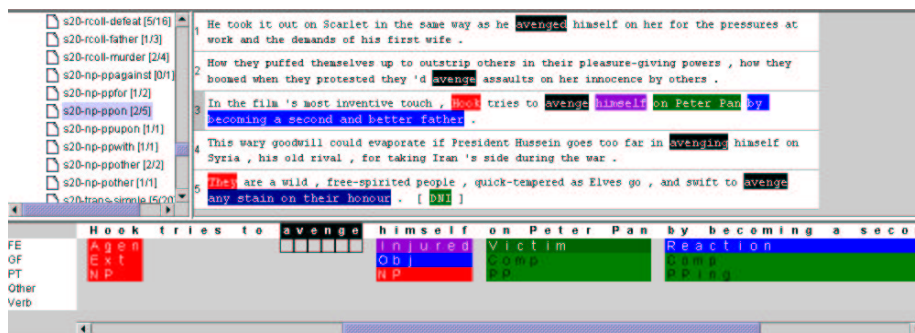 s20-rcoll-defeat [5/16]
s20-rcoll-father [1/3]
s20-rcoll-murder [2/4]
s20-np-ppagainst [0/1]
s20-np-ppfor [1/2]
s20-np-ppon [2/5]
s20-np-ppupon [1/1]
s20-np-ppwith [1/1]
s20-np-ppother [2/2]
s20-np-pother [1/1]
s20-trans-simple [5/20]
1 He took it out on Scarlet in the same way as he avenged himself on her for the pressures at
work and the demands of his first wife .
2 How they puffed themselves up to outstrip others in their pleasure-giving powers , how they
boomed when they protested they 'd avenge assaults on her innocence by others .
3 In the film 's most inventive touch , Hook tries to avenge himself on Peter Pan by
becoming a second and better father .
4 This wary goodwill could evaporate if President Hussein goes too far in avenging himself on
Syria , his old rival , for taking Iran 's side during the war .
5 They are a wild , free-spirited people , quick-tempered as Elves go , and swift to avenge
any stain on their honour . [ DNI ]
Hook tries to avenge himself on Peter Pan by becoming a seco
FE Agen Injured Victim Reaction
GF Ext Obj Comp Comp
PT NP NP PP PPing
Other
Verb